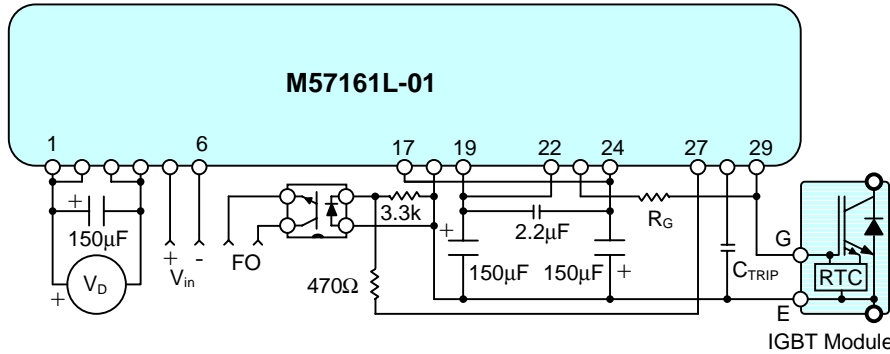 M57161L-01
1 6 17 19 22 24 27 29
+ 150µF
+ V_D
+ V_in -
FO
3.3k
470Ω
+ 150µF
2.2µF
150µF +
R_G
C_TRIP
G
RTC
E
IGBT Module